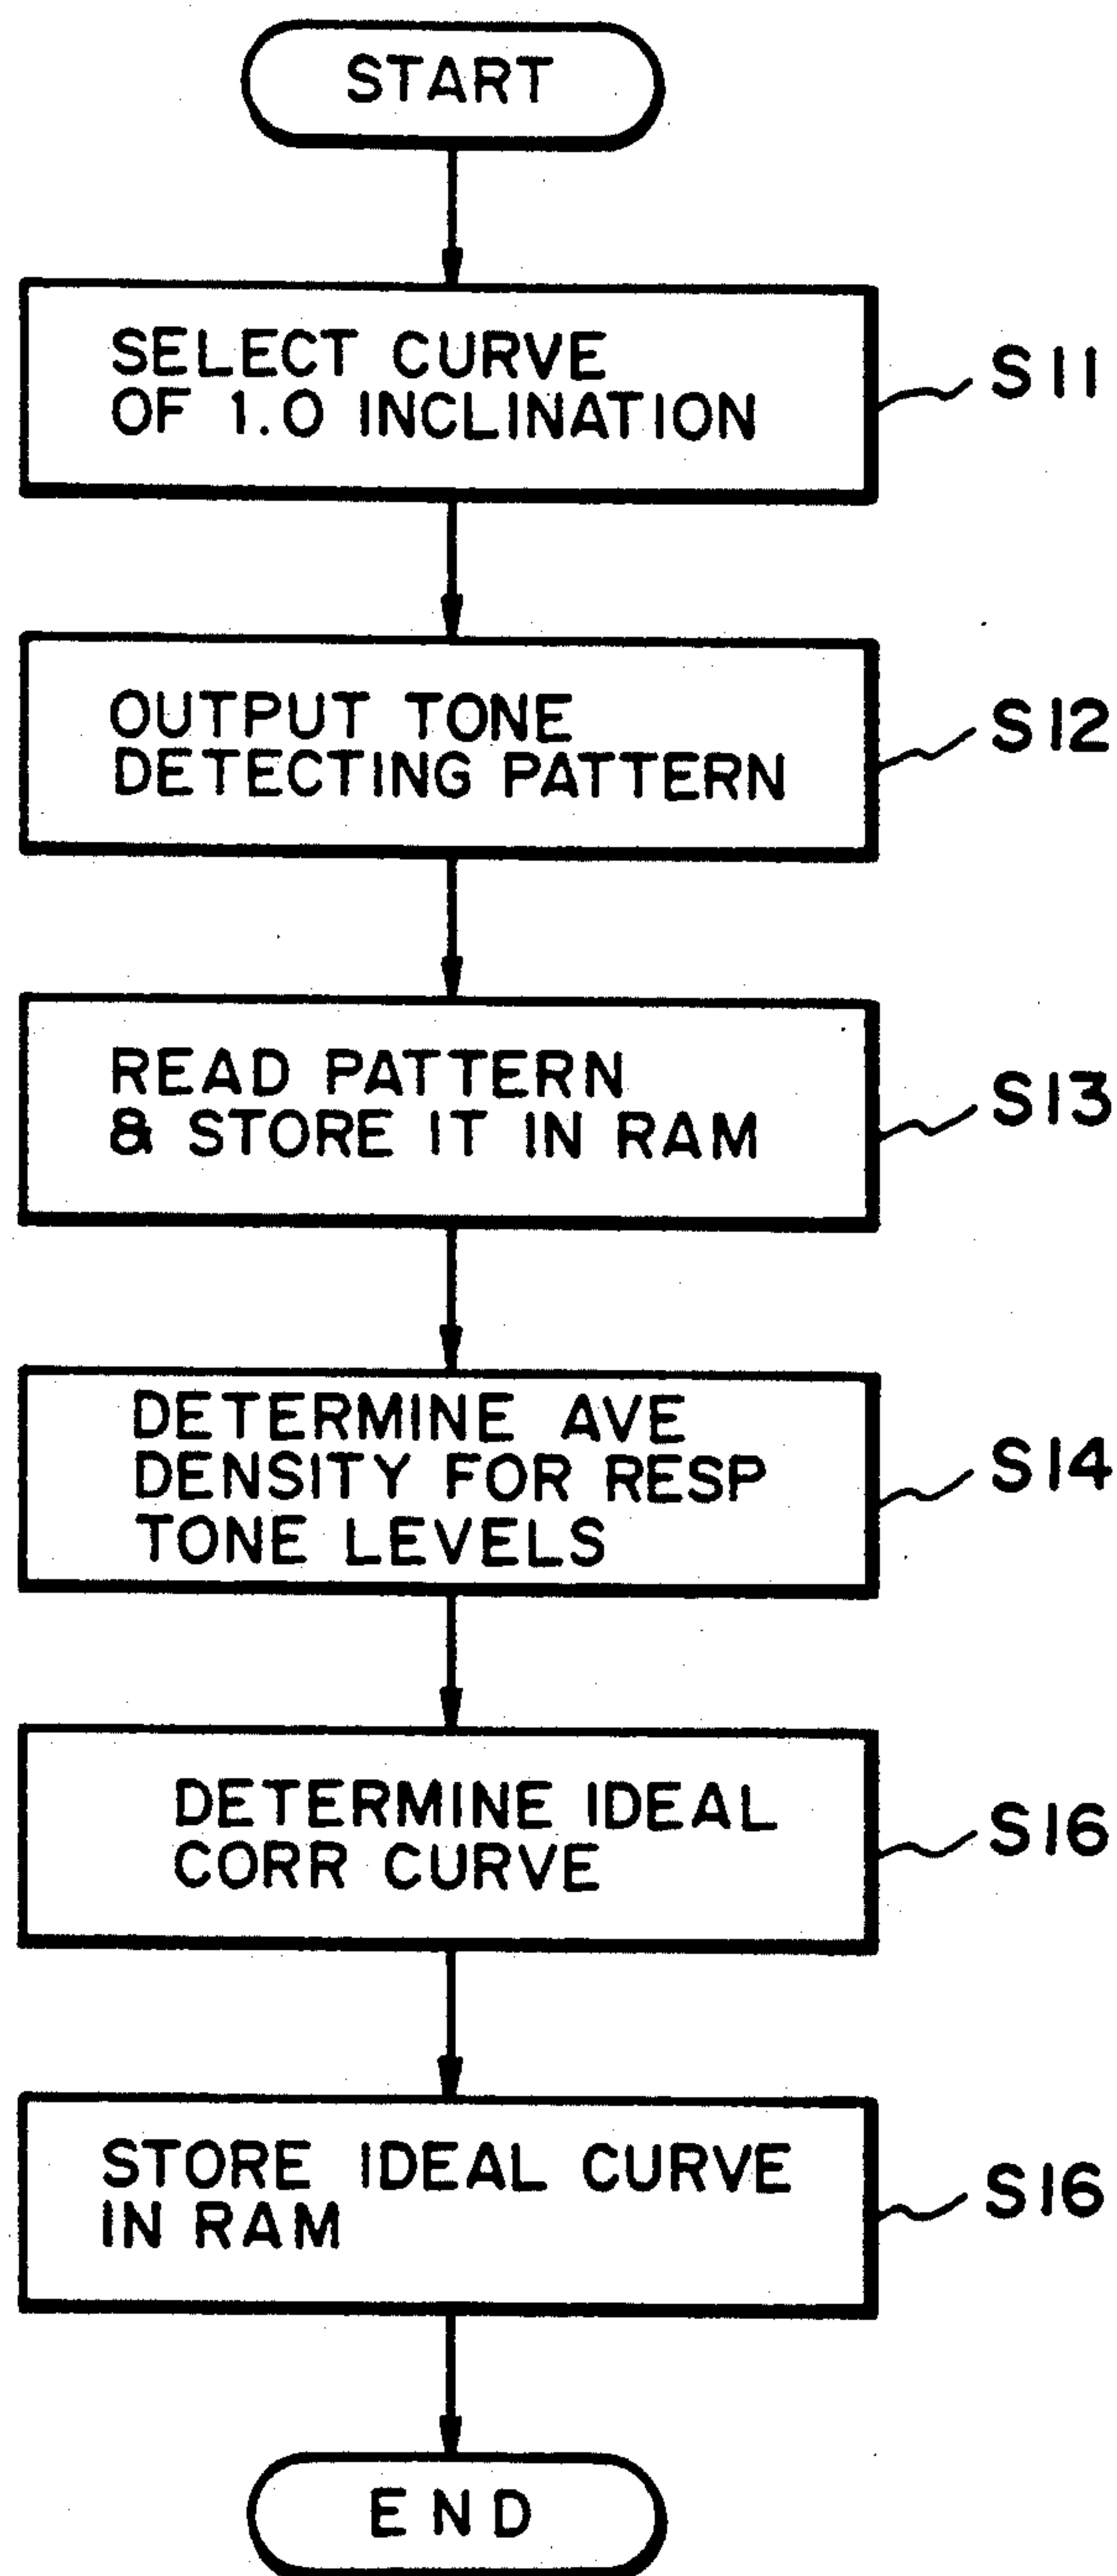 START
SELECT CURVE
OF 1.0 INCLINATION
S11
OUTPUT TONE
DETECTING PATTERN
S12
READ PATTERN
& STORE IT IN RAM
S13
DETERMINE AVE
DENSITY FOR RESP
TONE LEVELS
S14
DETERMINE IDEAL
CORR CURVE
S16
STORE IDEAL CURVE
IN RAM
S16
END